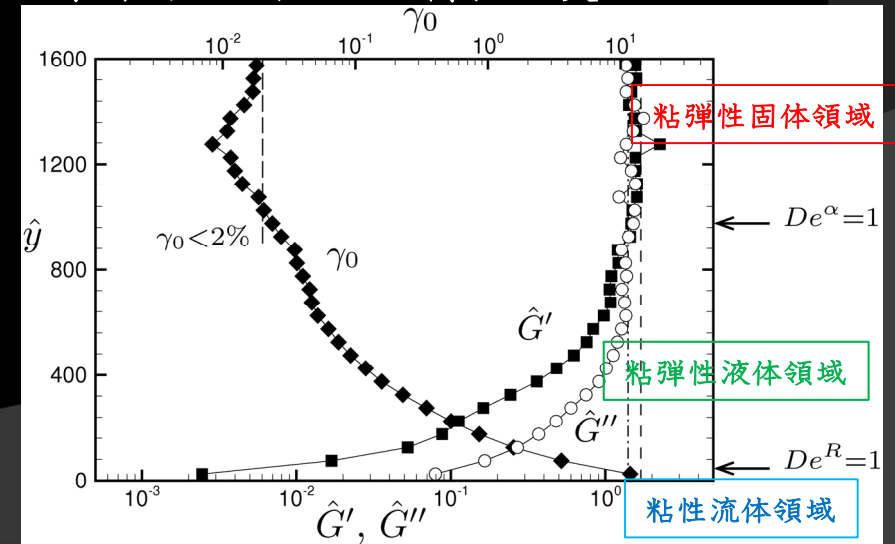 γ₀
10⁻² 10⁻¹ 10⁰ 10¹
1600
粘弾性固体領域
1200
Deᵅ=1
γ₀<2%
ŷ
γ₀
800
Ĝ′
400
粘弾性液体領域
Ĝ″
Deᴿ=1
0
10⁻³ 10⁻² 10⁻¹ 10⁰
粘性流体領域
Ĝ′, Ĝ″